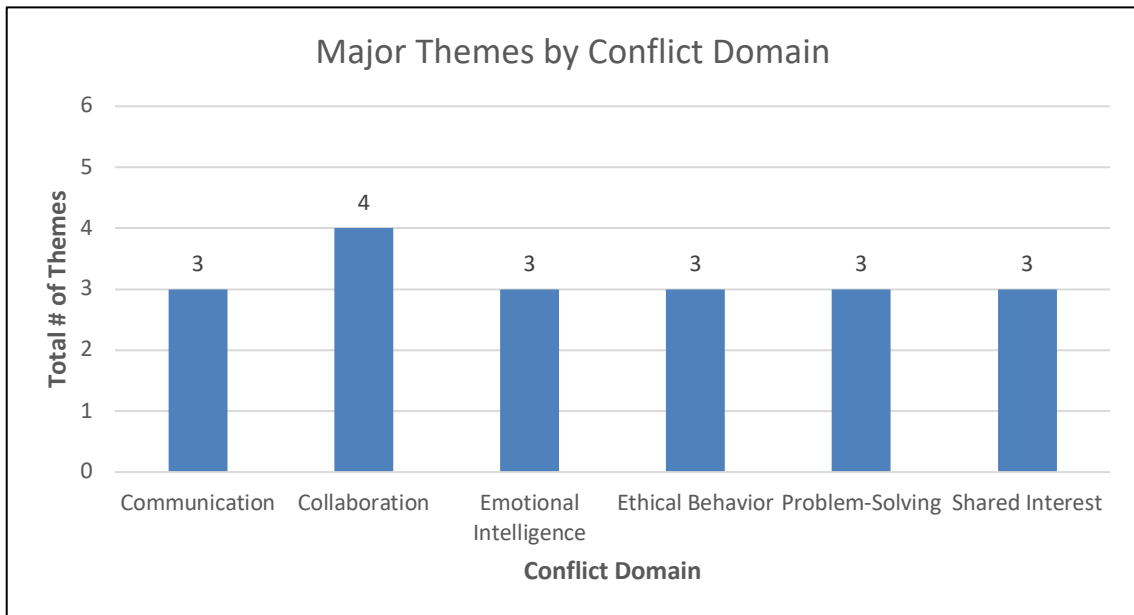 Major Themes by Conflict Domain
Total # of Themes
6
5
4
3
2
1
0
3
4
3
3
3
3
Communication
Collaboration
Emotional
Intelligence
Ethical Behavior
Problem-Solving
Shared Interest
Conflict Domain